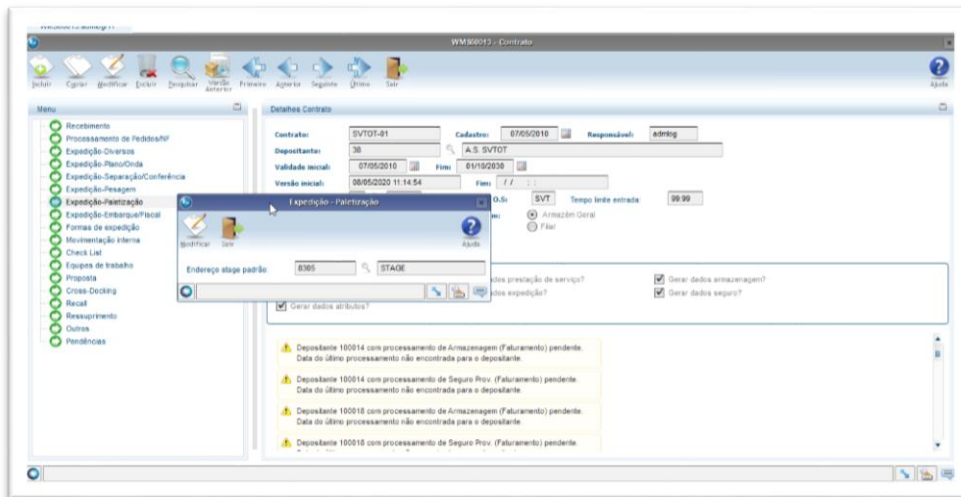 WMS00013 - Contrato
Incluir Copiar Modificar Excluir Pesquisar Versão Anterior Primeiro Anterior Seguinte Último Sair Ajuda
Menu
Recebimento
Processamento de Pedidos/NF
Expedição-Diversos
Expedição-Plano/Onda
Expedição-Separação/Conferência
Expedição-Pesagem
Expedição-Paletização
Expedição-Embarque/Fiscal
Formas de expedição
Movimentação interna
Check List
Equipes de trabalho
Proposta
Cross-Docking
Recall
Ressuprimento
Outros
Pendências
Detalhes Contrato
Contrato: SVTOT-01 Cadastro: 07/05/2010 Responsável: admlog
Depositante: 38 A.S. SVTOT
Validade inicial: 07/05/2010 Fim: 01/10/2030
Versão inicial: 08/05/2020 11:14:54 Fim: / / : :
O.S: SVT Tempo limite entrada: 99:99
Armazém Geral
Filial
Expedição - Paletização
Modificar Sair Ajuda
Endereço stage padrão: 8305 STAGE
dos prestação de serviço? Gerar dados armazenagem?
dos expedição? Gerar dados seguro?
Gerar dados atributos?
Depositante 100014 com processamento de Armazenagem (Faturamento) pendente.
Data do último processamento não encontrada para o depositante.
Depositante 100014 com processamento de Seguro Prov. (Faturamento) pendente.
Data do último processamento não encontrada para o depositante.
Depositante 100018 com processamento de Armazenagem (Faturamento) pendente.
Data do último processamento não encontrada para o depositante.
Depositante 100018 com processamento de Seguro Prov. (Faturamento) pendente.